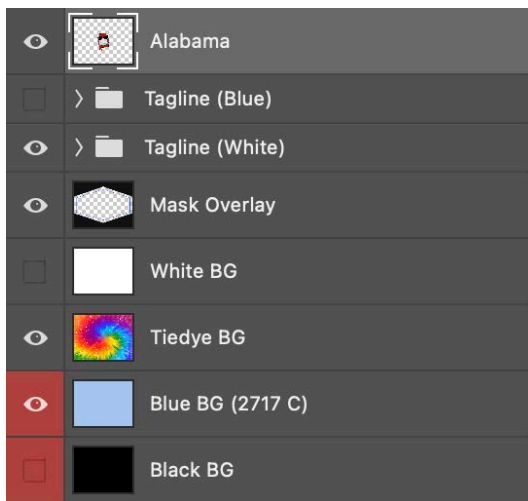 Alabama
Tagline (Blue)
Tagline (White)
Mask Overlay
White BG
Tiedye BG
Blue BG (2717 C)
Black BG